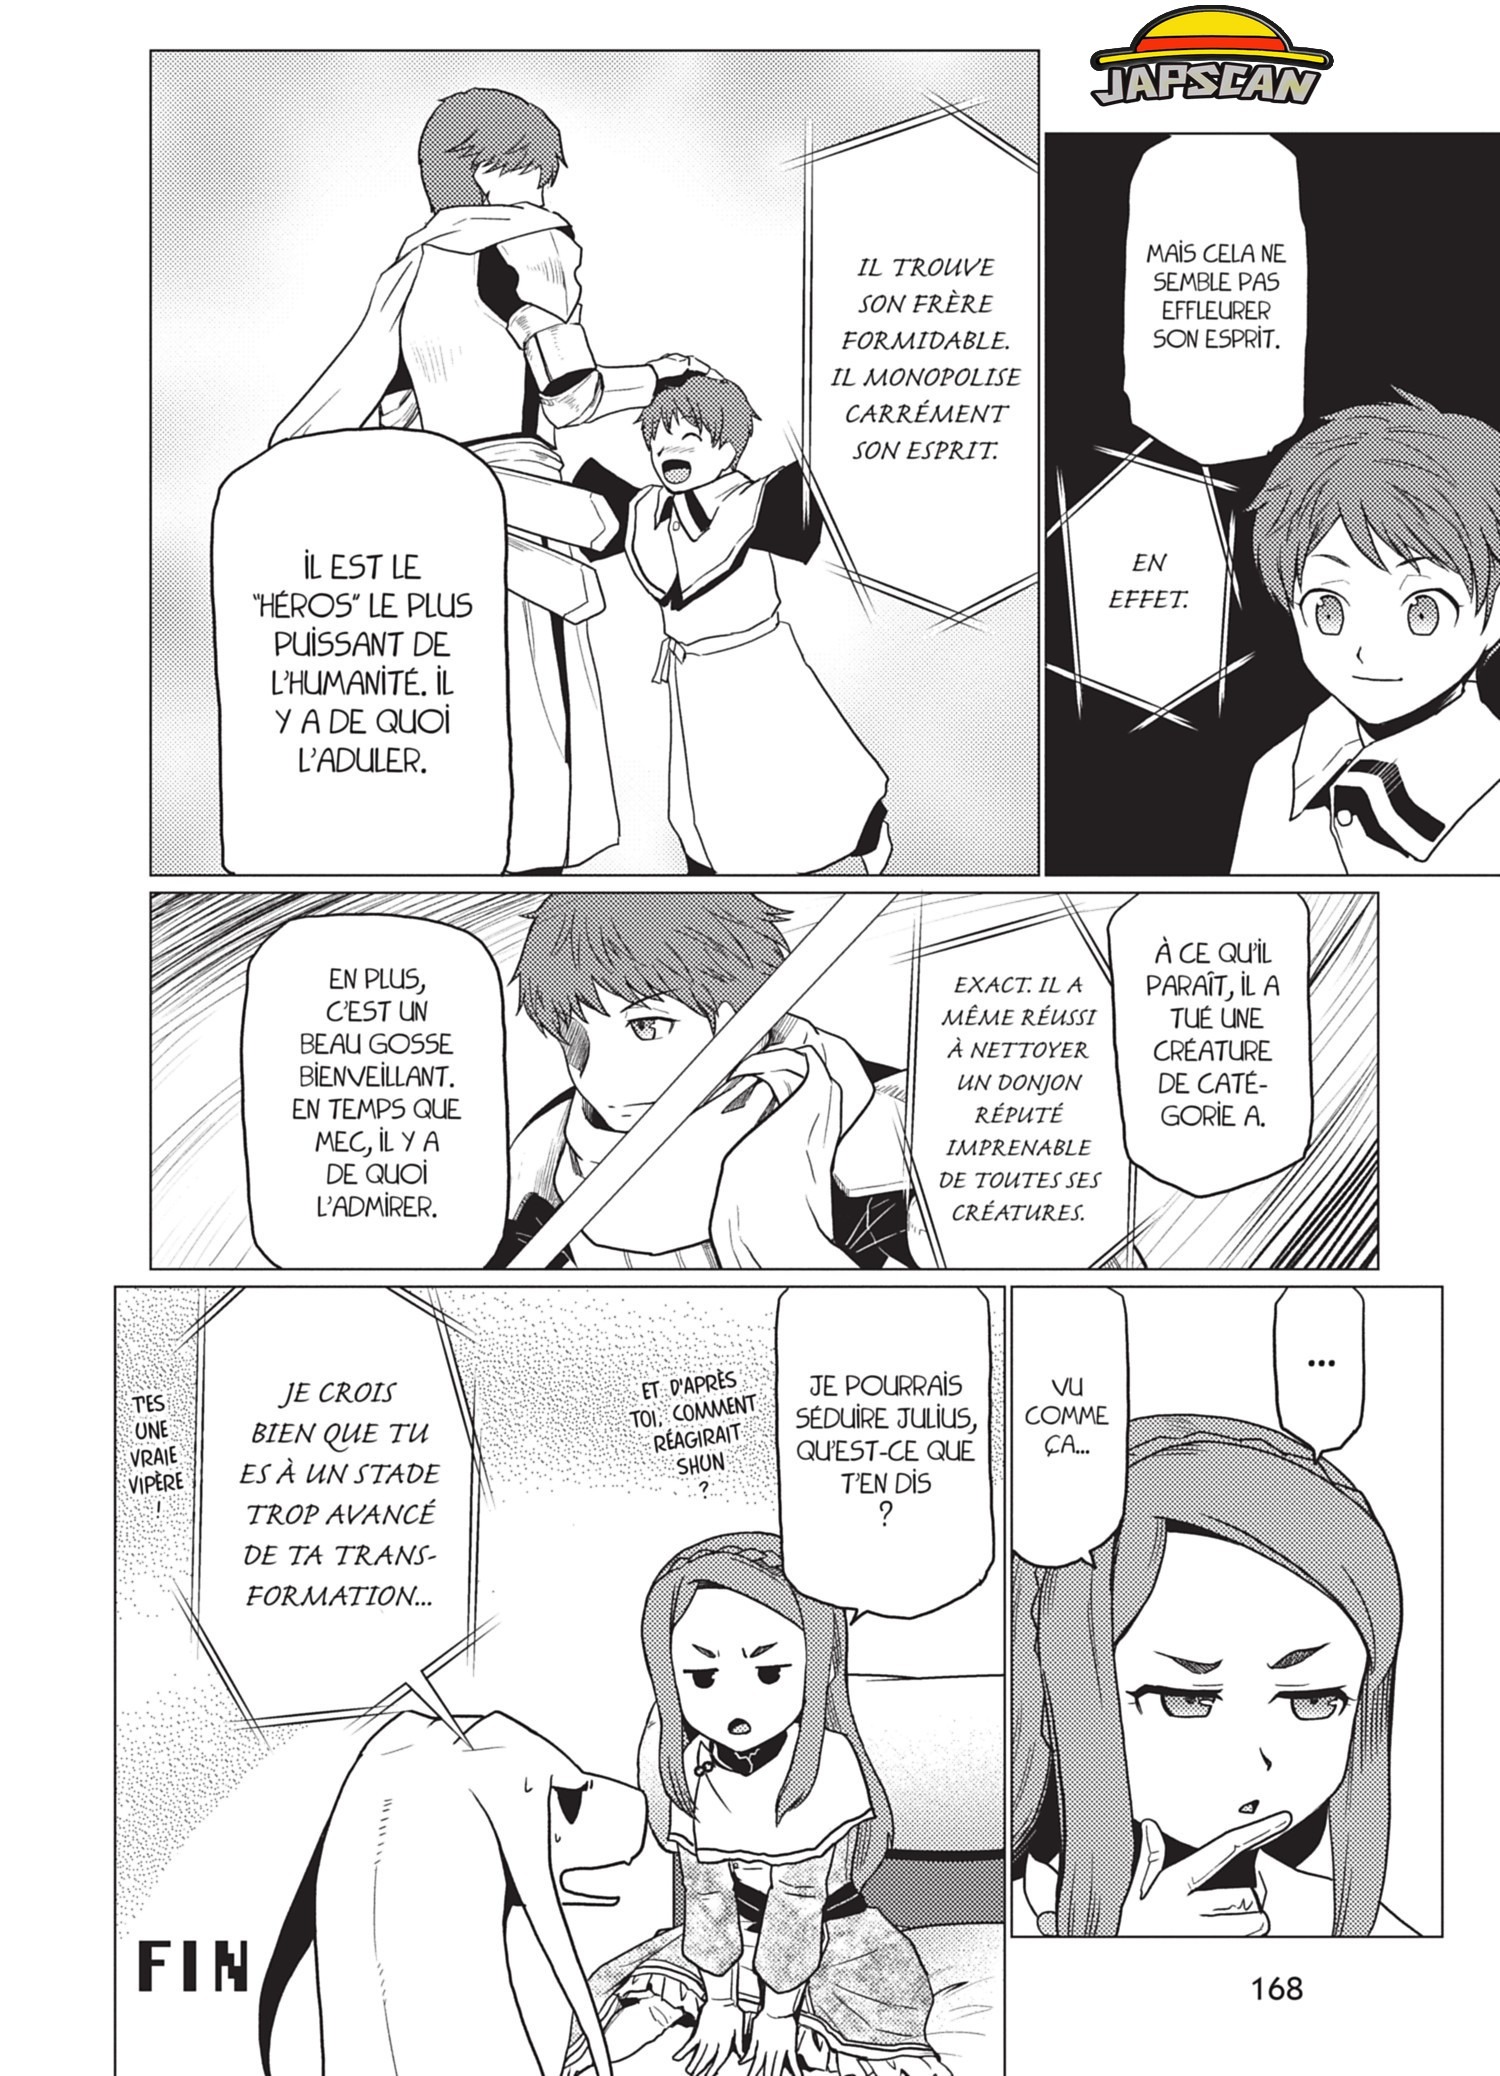 JAPSCAN
MAIS CELA NE
SEMBLE PAS
EFFLEURER
SON ESPRIT.
EN
EFFET.
IL TROUVE
SON FRÈRE
FORMIDABLE.
IL MONOPOLISE
CARRÉMENT
SON ESPRIT.
IL EST LE
"HÉROS" LE PLUS
PUISSANT DE
L'HUMANITÉ. IL
Y A DE QUOI
L'ADULER.
À CE QU'IL
PARAÎT, IL A
TUÉ UNE
CRÉATURE
DE CATÉ-
GORIE A.
EXACT. IL A
MÊME RÉUSSI
À NETTOYER
UN DONJON
RÉPUTÉ
IMPRENABLE
DE TOUTES SES
CRÉATURES.
EN PLUS,
C'EST UN
BEAU GOSSE
BIENVEILLANT.
EN TEMPS QUE
MEC, IL Y A
DE QUOI
L'ADMIRER.
...
VU
COMME
ÇA...
JE POURRAIS
SÉDUIRE JULIUS,
QU'EST-CE QUE
T'EN DIS
?
ET D'APRÈS
TOI, COMMENT
RÉAGIRAIT
SHUN
?
JE CROIS
BIEN QUE TU
ES À UN STADE
TROP AVANCÉ
DE TA TRANS-
FORMATION...
T'ES
UNE
VRAIE
VIPÈRE
!
FIN
168